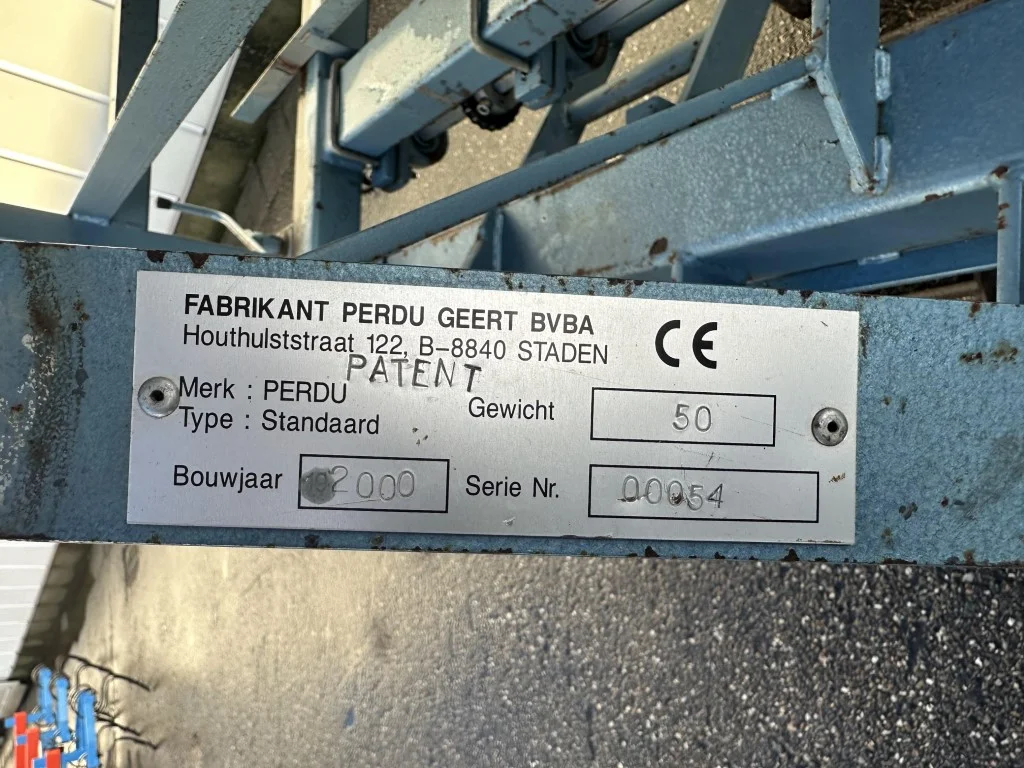 FABRIKANT PERDU GEERT BVBA
Houthulststraat 122, B-8840 STADEN
CE
PATENT
Merk : PERDU
Type : Standaard
Gewicht 50
Bouwjaar 2000
Serie Nr. 00054